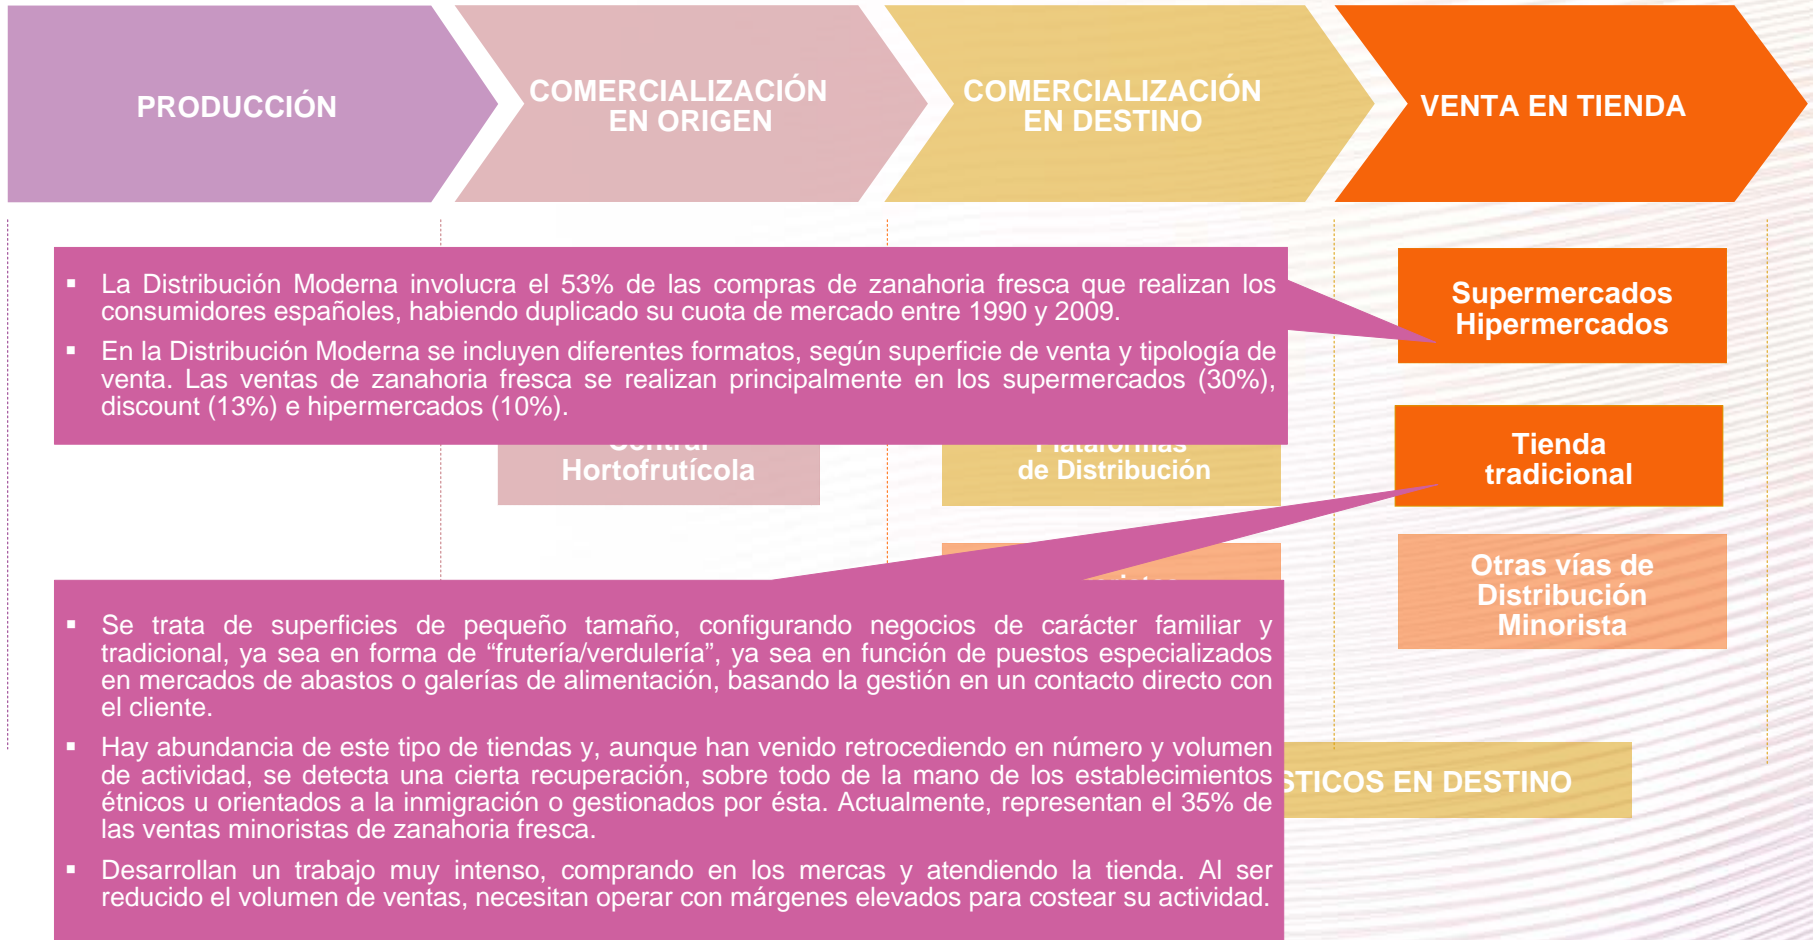 PRODUCCIÓN
COMERCIALIZACIÓN
EN ORIGEN
COMERCIALIZACIÓN
EN DESTINO
VENTA EN TIENDA
▪ La Distribución Moderna involucra el 53% de las compras de zanahoria fresca que realizan los
consumidores españoles, habiendo duplicado su cuota de mercado entre 1990 y 2009.
▪ En la Distribución Moderna se incluyen diferentes formatos, según superficie de venta y tipología de
venta. Las ventas de zanahoria fresca se realizan principalmente en los supermercados (30%),
discount (13%) e hipermercados (10%).
Supermercados
Hipermercados
Central
Hortofrutícola
Plataformas
de Distribución
Tienda
tradicional
Otras vías de
Distribución
Minorista
▪ Se trata de superficies de pequeño tamaño, configurando negocios de carácter familiar y
tradicional, ya sea en forma de “frutería/verdulería”, ya sea en función de puestos especializados
en mercados de abastos o galerías de alimentación, basando la gestión en un contacto directo con
el cliente.
▪ Hay abundancia de este tipo de tiendas y, aunque han venido retrocediendo en número y volumen
de actividad, se detecta una cierta recuperación, sobre todo de la mano de los establecimientos
étnicos u orientados a la inmigración o gestionados por ésta. Actualmente, representan el 35% de
las ventas minoristas de zanahoria fresca.
▪ Desarrollan un trabajo muy intenso, comprando en los mercas y atendiendo la tienda. Al ser
reducido el volumen de ventas, necesitan operar con márgenes elevados para costear su actividad.
STICOS EN DESTINO